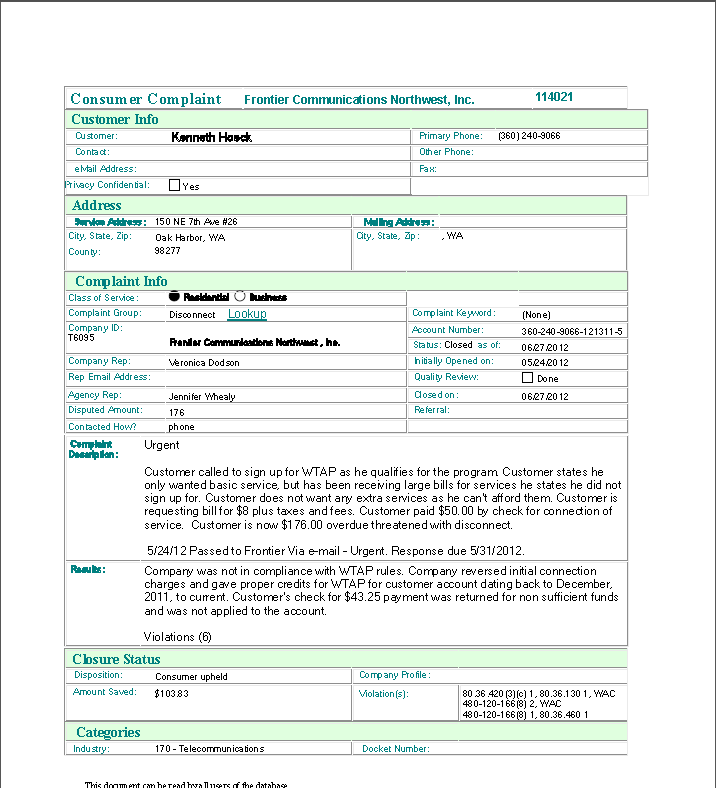 Consumer Complaint Frontier Communications Northwest, Inc. 114021
Customer Info
Customer: Kenneth Hoeck Primary Phone: (360) 240-9066
Contact: Other Phone:
eMail Address: Fax:
Privacy Confidential: Yes
Address
Service Address: 150 NE 7th Ave #26 Mailing Address:
City, State, Zip: Oak Harbor, WA City, State, Zip: , WA
County: 98277
Complaint Info
Class of Service: Residential Business
Complaint Group: Disconnect Lookup Complaint Keyword: (None)
Company ID: Account Number: 360-240-9066-121311-5
T6095 Frontier Communications Northwest, Inc. Status: Closed as of: 06/27/2012
Company Rep: Veronica Dodson Initially Opened on: 05/24/2012
Rep Email Address: Quality Review: Done
Agency Rep: Jennifer Whealy Closed on: 06/27/2012
Disputed Amount: 176 Referral:
Contacted How? phone
Complaint Description: Urgent
Customer called to sign up for WTAP as he qualifies for the program. Customer states he
only wanted basic service, but has been receiving large bills for services he states he did not
sign up for. Customer does not want any extra services as he can't afford them. Customer is
requesting bill for $8 plus taxes and fees. Customer paid $50.00 by check for connection of
service. Customer is now $176.00 overdue threatened with disconnect.
5/24/12 Passed to Frontier Via e-mail - Urgent. Response due 5/31/2012.
Results: Company was not in compliance with WTAP rules. Company reversed initial connection
charges and gave proper credits for WTAP for customer account dating back to December,
2011, to current. Customer's check for $43.25 payment was returned for non sufficient funds
and was not applied to the account.
Violations (6)
Closure Status
Disposition: Consumer upheld Company Profile:
Amount Saved: $103.83 Violation(s): 80.36.420(3)(c) 1, 80.36.130 1, WAC
480-120-166(8) 2, WAC
480-120-166(8) 1, 80.36.460 1
Categories
Industry: 170 - Telecommunications Docket Number:
This document can be read by all users of the database.